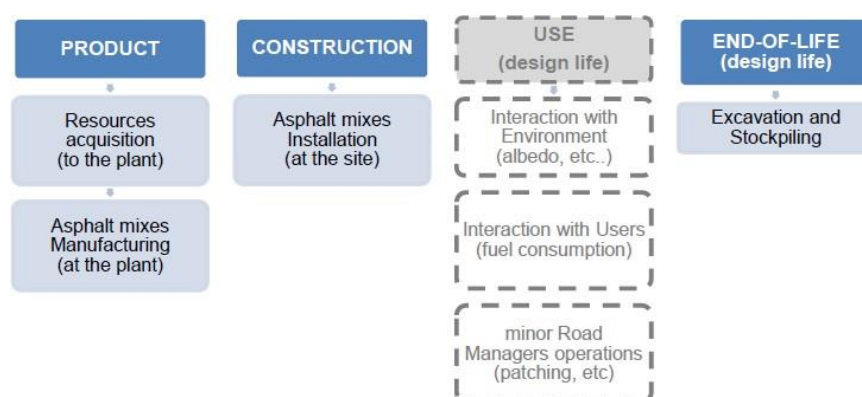 PRODUCT
Resources
acquisition
(to the plant)
Asphalt mixes
Manufacturing
(at the plant)
CONSTRUCTION
Asphalt mixes
Installation
(at the site)
USE
(design life)
Interaction with
Environment
(albedo, etc..)
Interaction with Users
(fuel consumption)
minor Road
Managers operations
(patching, etc)
END-OF-LIFE
(design life)
Excavation and
Stockpiling